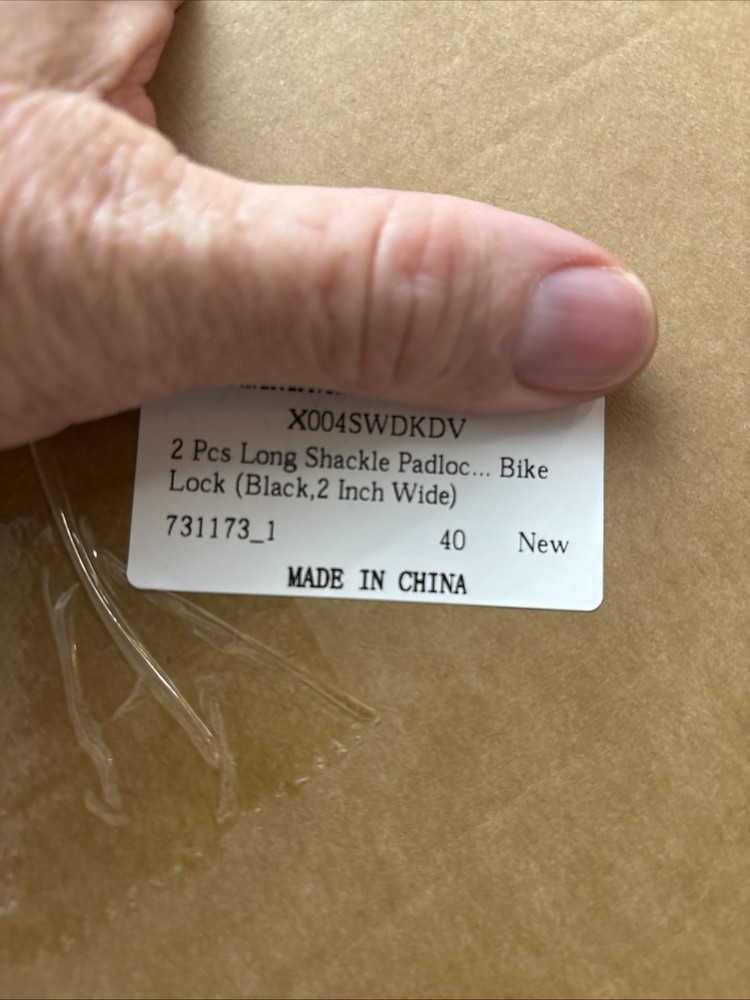 X004SWDKDV
2 Pcs Long Shackle Padloc... Bike
Lock (Black,2 Inch Wide)
731173_1 40 New
MADE IN CHINA